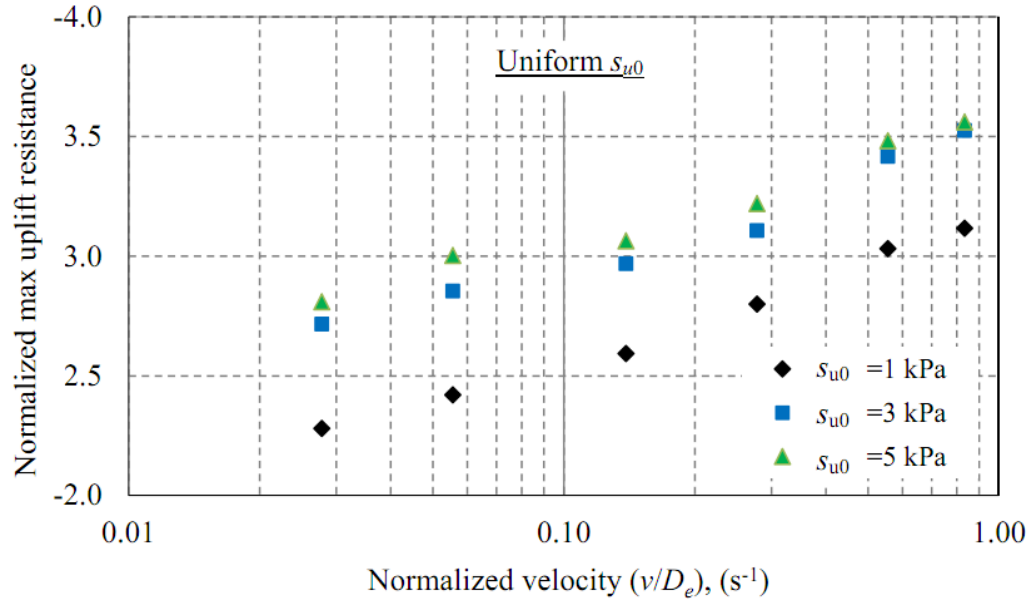 -4.0
Uniform su0
3.5
3.0
2.5
-2.0
Normalized max uplift resistance
su0 =1 kPa
su0 =3 kPa
su0 =5 kPa
0.01 0.10 1.00
Normalized velocity (v/De), (s-1)